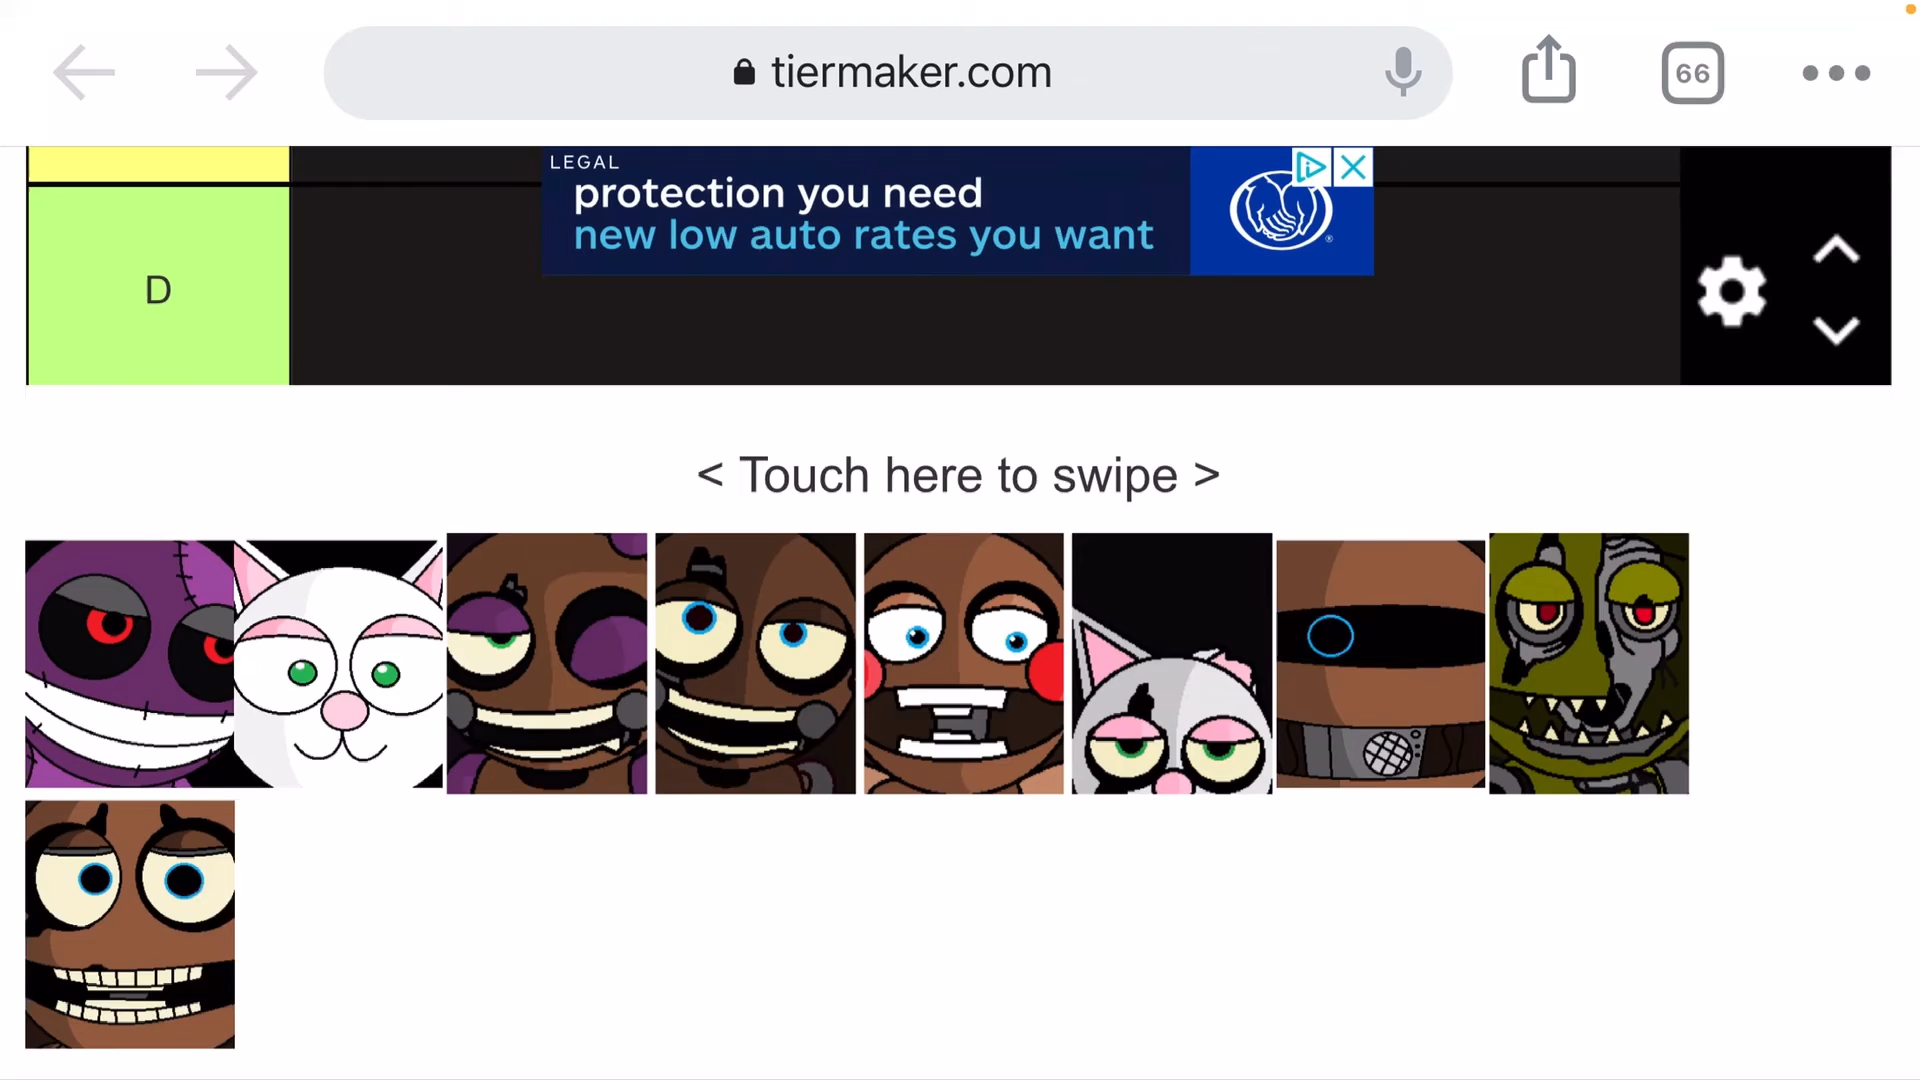 tiermaker.com
66
LEGAL
protection you need
new low auto rates you want
®
D
< Touch here to swipe >